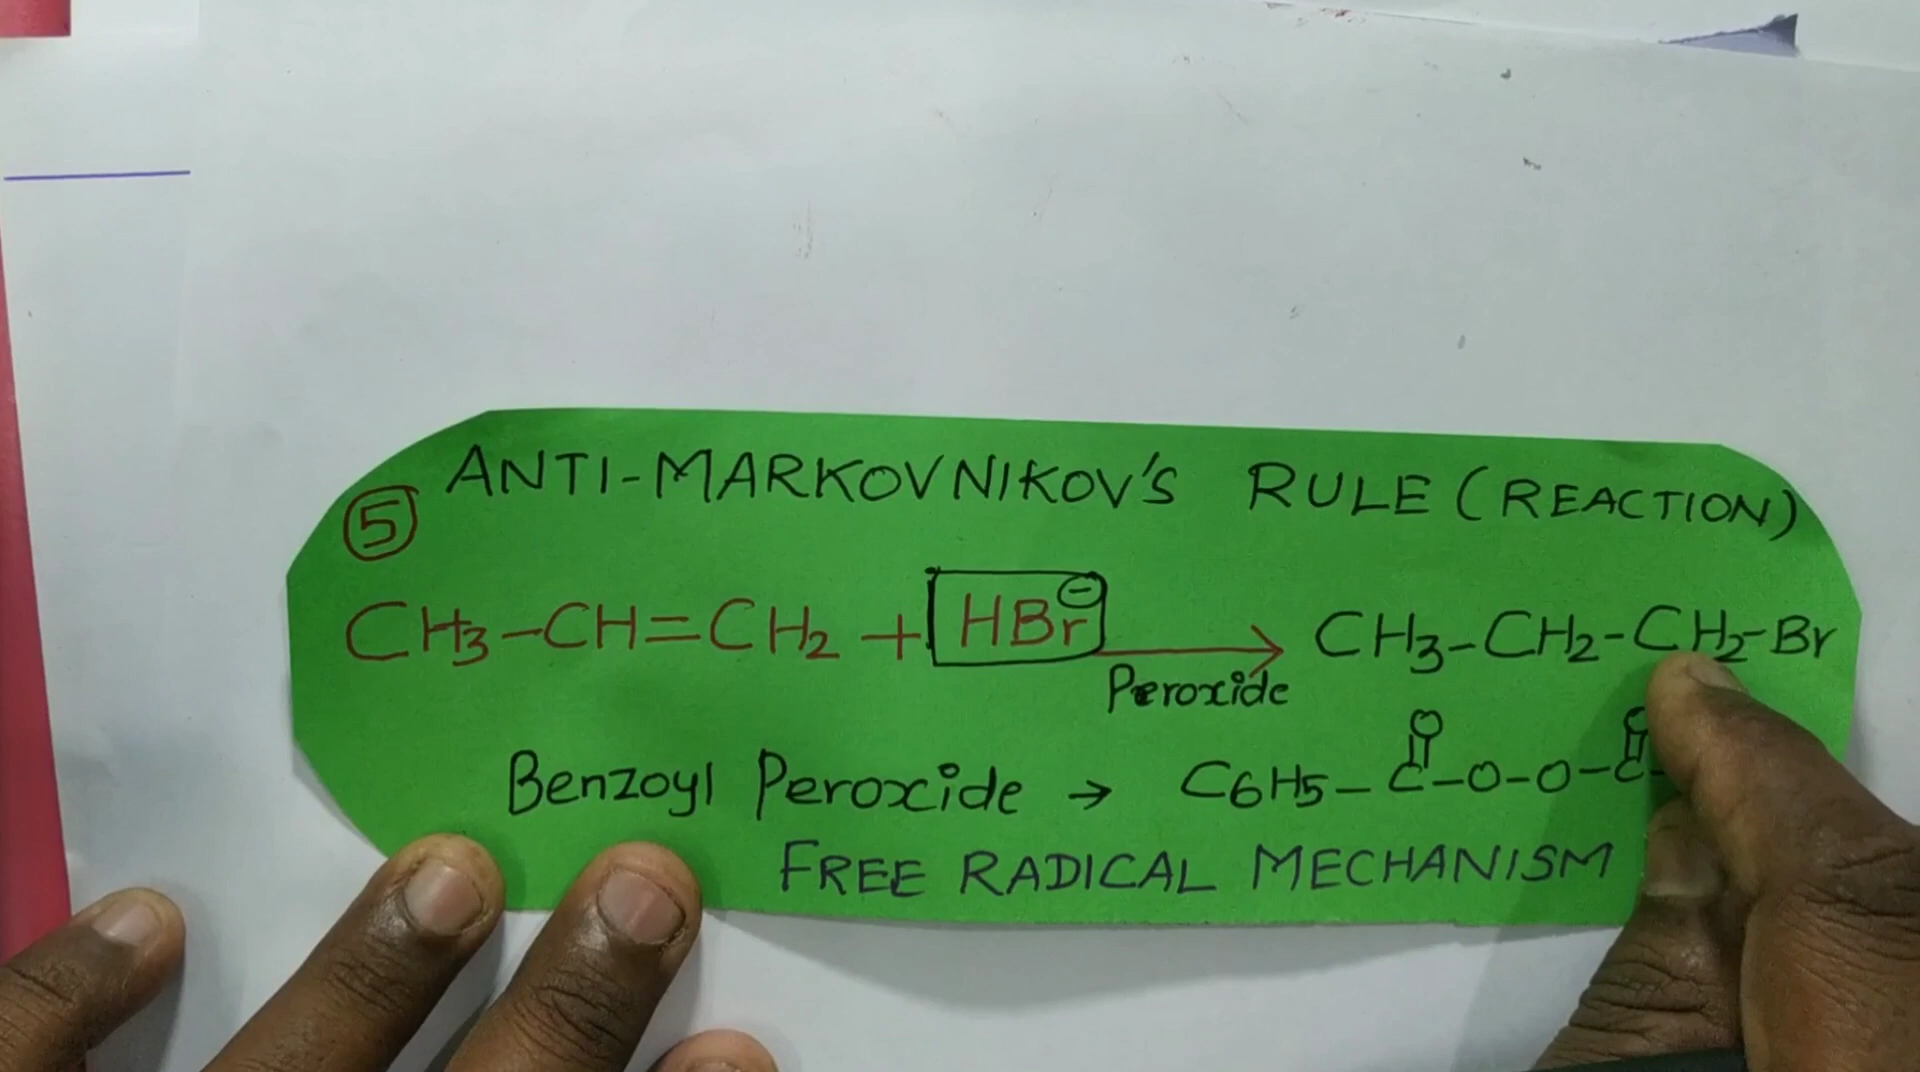 ANTI-MARKOVNIKOV'S RULE (REACTION)
5
CH3-CH=CH2 + HBr⊖ → CH3-CH2-CH2-Br
Peroxide
O O
Benzoyl Peroxide → C6H5-C-O-O-C-
FREE RADICAL MECHANISM